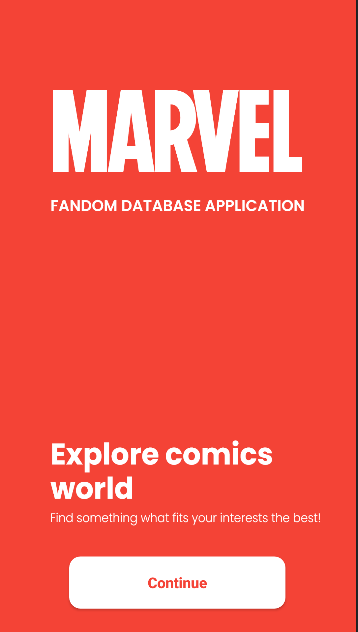 MARVEL
FANDOM DATABASE APPLICATION
Explore comics
world
Find something what fits your interests the best!
Continue